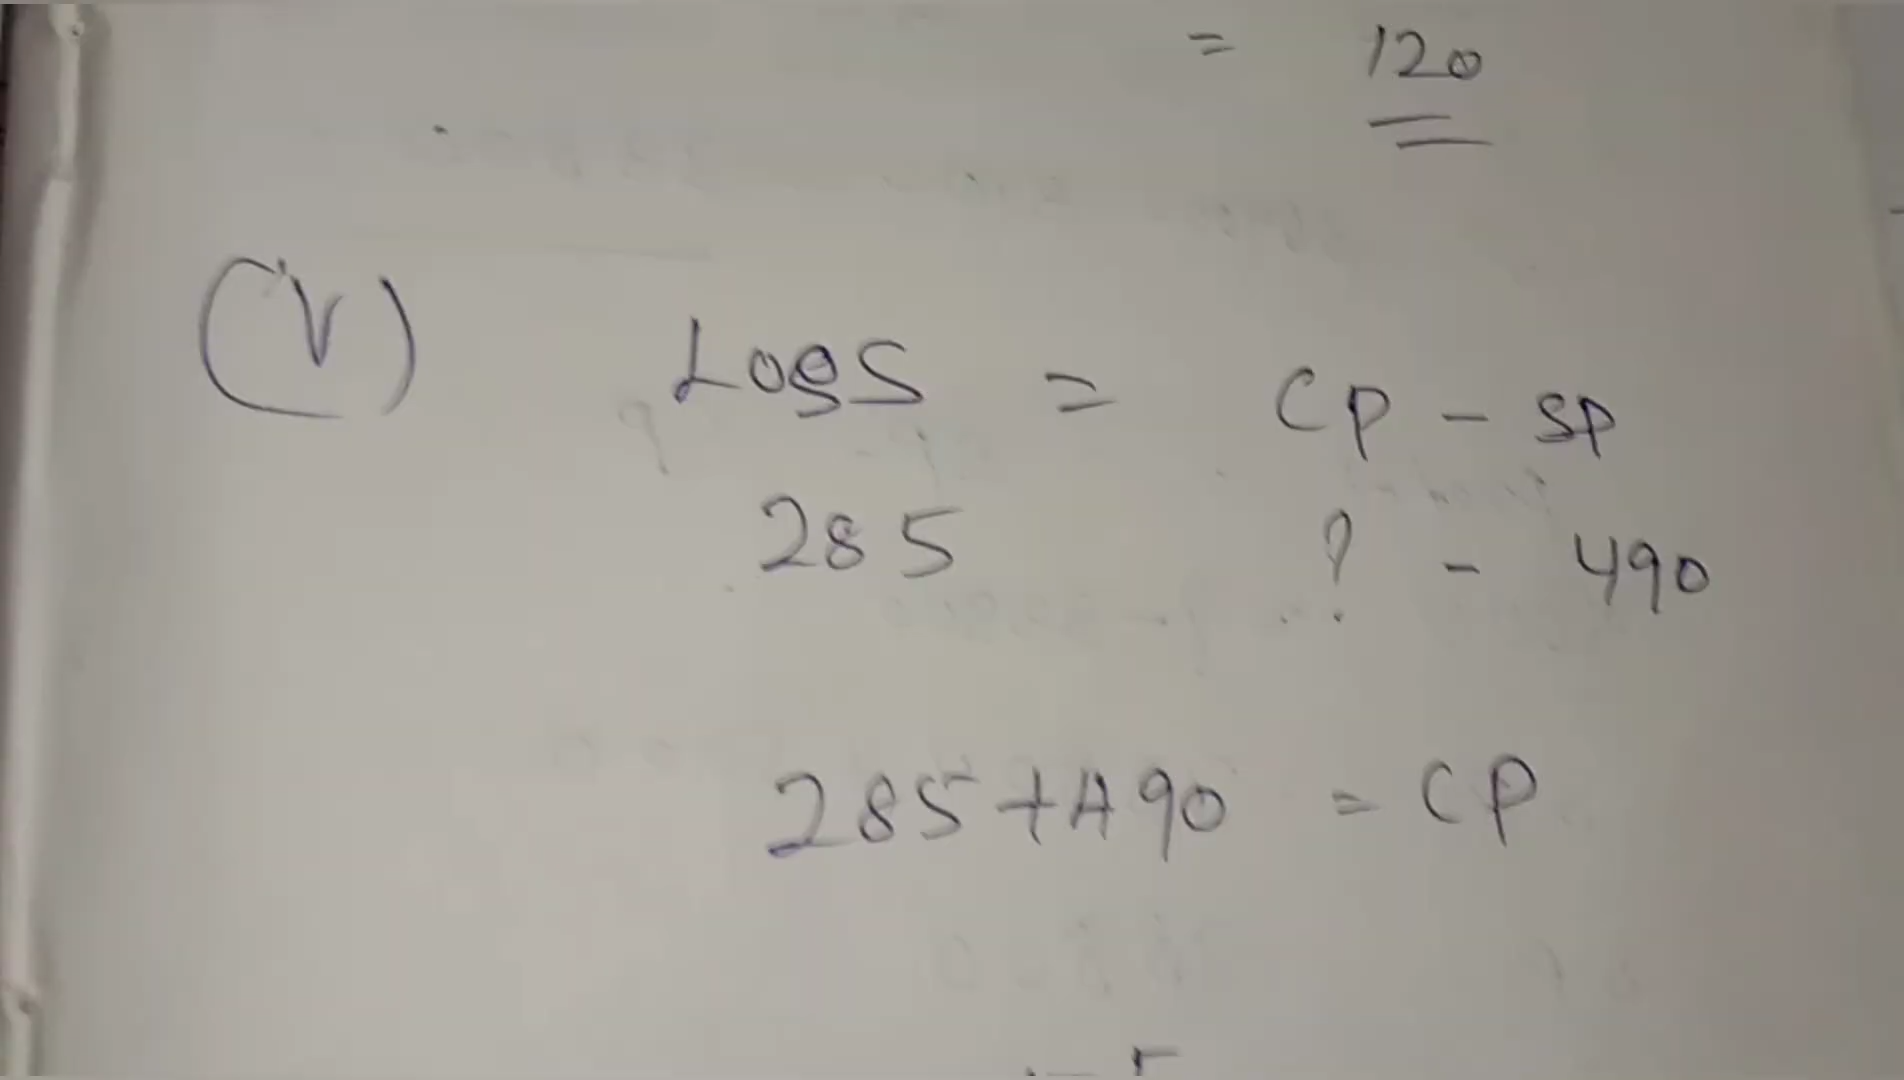 = 120
(V) Loss = CP - SP
285 ? - 490
285 + 490 = CP